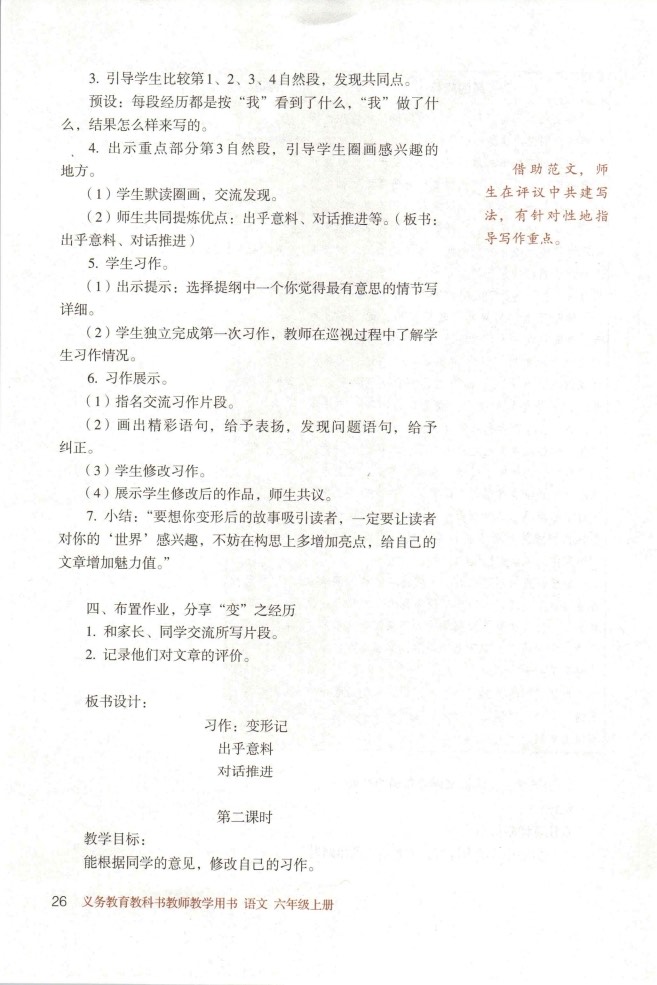 3. 引导学生比较第1、2、3、4自然段，发现共同点。
预设：每段经历都是按“我”看到了什么，“我”做了什
么，结果怎么样来写的。
4. 出示重点部分第3自然段，引导学生圈画感兴趣的
地方。
（1）学生默读圈画，交流发现。
（2）师生共同提炼优点：出乎意料、对话推进等。（板书：
出乎意料、对话推进）
5. 学生习作。
（1）出示提示：选择提纲中一个你觉得最有意思的情节写
详细。
（2）学生独立完成第一次习作，教师在巡视过程中了解学
生习作情况。
6. 习作展示。
（1）指名交流习作片段。
（2）画出精彩语句，给予表扬，发现问题语句，给予
纠正。
（3）学生修改习作。
（4）展示学生修改后的作品，师生共议。
7. 小结：“要想你变形后的故事吸引读者，一定要让读者
对你的‘世界’感兴趣，不妨在构思上多增加亮点，给自己的
文章增加魅力值。”
借助范文，师
生在评议中共建写
法，有针对性地指
导写作重点。
四、布置作业，分享“变”之经历
1. 和家长、同学交流所写片段。
2. 记录他们对文章的评价。
板书设计：
习作：变形记
出乎意料
对话推进
第二课时
教学目标：
能根据同学的意见，修改自己的习作。
26 义务教育教科书教师教学用书 语文 六年级上册